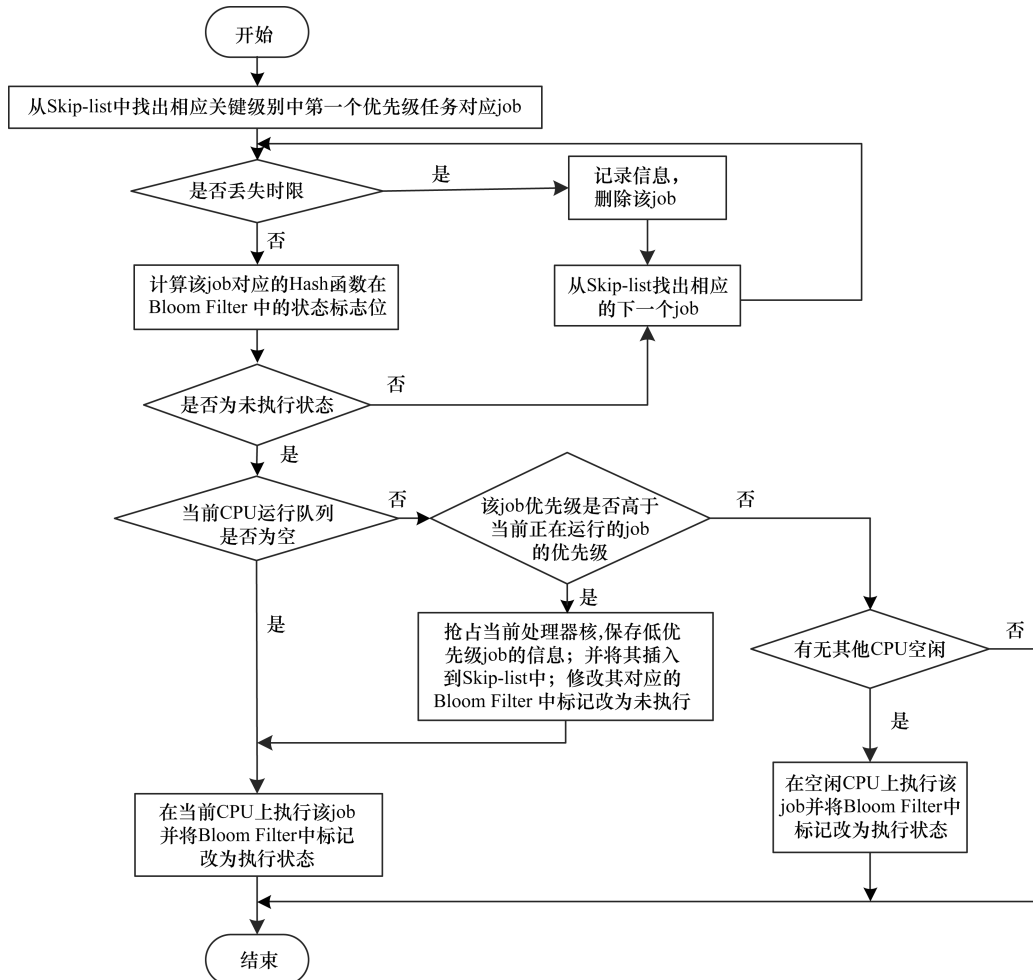 开始
从Skip-list中找出相应关键级别中第一个优先级任务对应job
是否丢失时限
是
记录信息，
删除该job
否
计算该job对应的Hash函数在
Bloom Filter 中的状态标志位
从Skip-list找出相应
的下一个job
是否为未执行状态
否
是
当前CPU运行队列
是否为空
否
该job优先级是否高于
当前正在运行的job
的优先级
否
是
是
抢占当前处理器核,保存低优
先级job的信息；并将其插入
到Skip-list中；修改其对应的
Bloom Filter 中标记改为未执行
有无其他CPU空闲
否
是
在当前CPU上执行该job
并将Bloom Filter中标记
改为执行状态
在空闲CPU上执行该
job并将Bloom Filter中
标记改为执行状态
结束